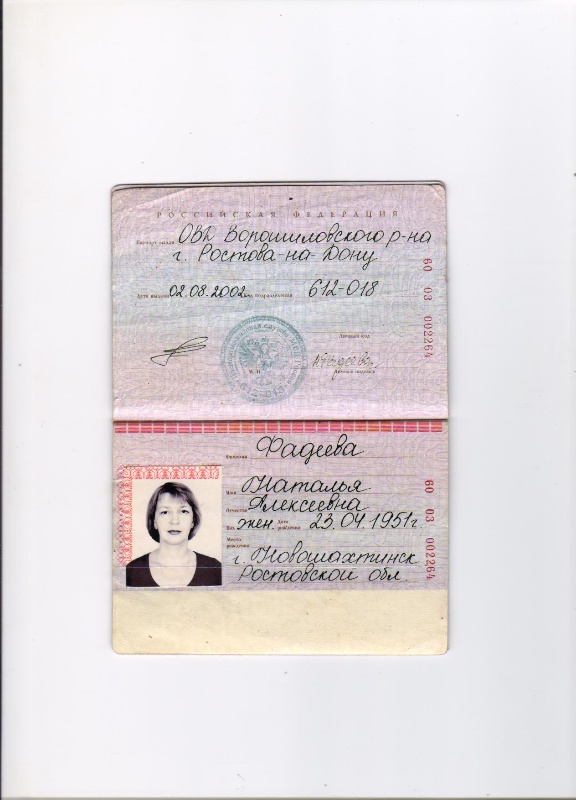 РОССИЙСКАЯ ФЕДЕРАЦИЯ
Паспорт выдан ОВД Ворошиловского р-на
г. Ростова-на-Дону
Дата выдачи 02.08.2002 Код подразделения 612-018
Личный код
Личная подпись
М.П.
60 03 002264
Фамилия Фадеева
Имя Наталья
Отчество Алексеевна
Пол жен. Дата рождения 23.04.1951г
Место рождения г. Новошахтинск
Ростовской обл
60 03 002264